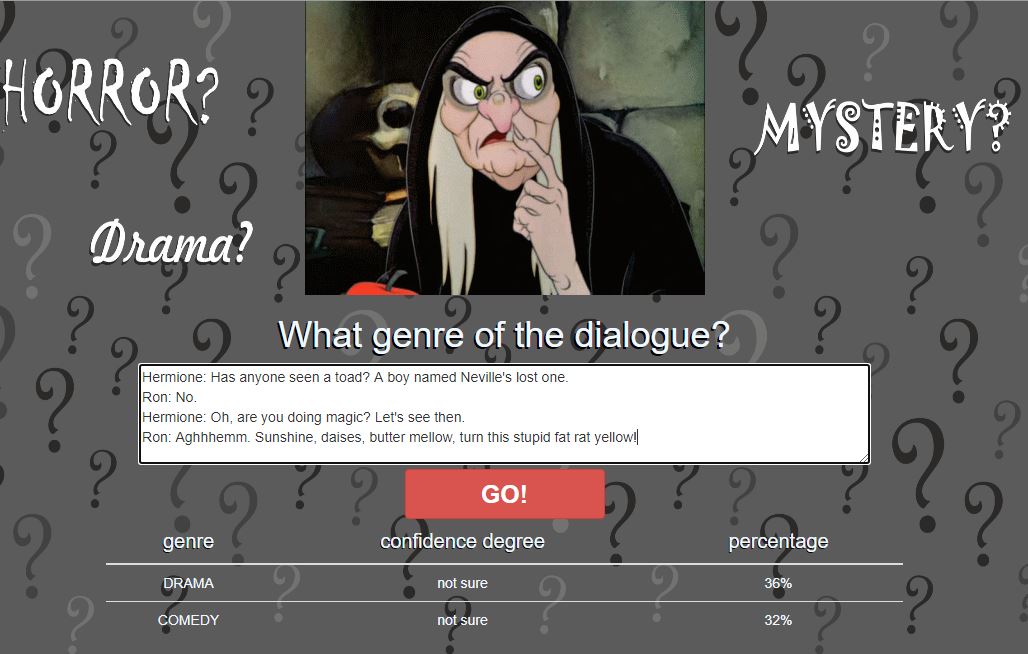 HORROR?
MYSTERY?
Drama?
What genre of the dialogue?
Hermione: Has anyone seen a toad? A boy named Neville's lost one.
Ron: No.
Hermione: Oh, are you doing magic? Let's see then.
Ron: Aghhhemm. Sunshine, daises, butter mellow, turn this stupid fat rat yellow!
GO!
genre confidence degree percentage
DRAMA not sure 36%
COMEDY not sure 32%